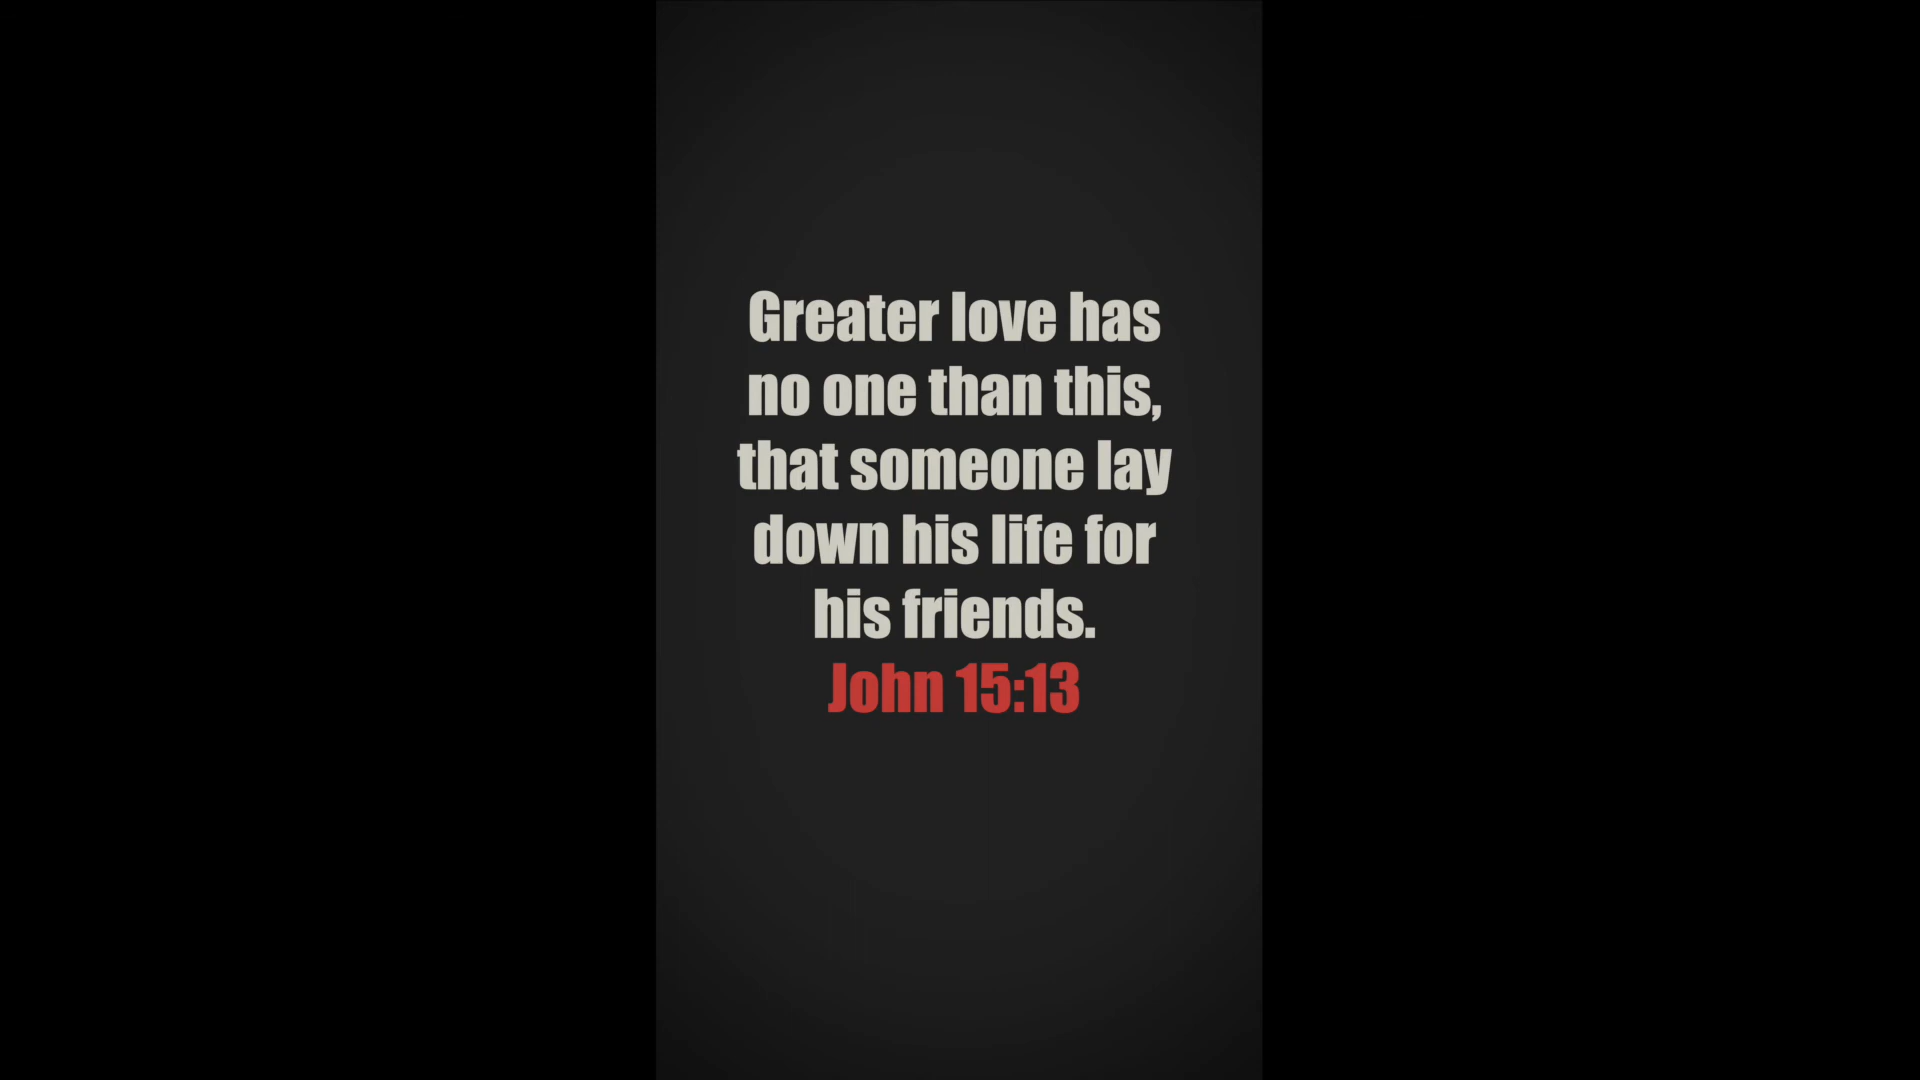 Greater love has
no one than this,
that someone lay
down his life for
his friends.
John 15:13